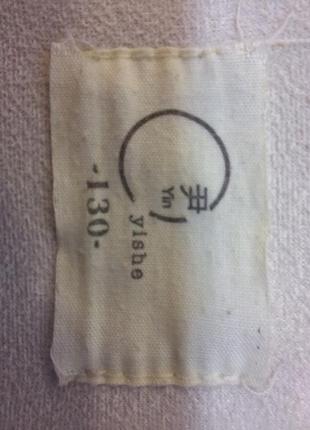 尹
Yin
yishe
-130-